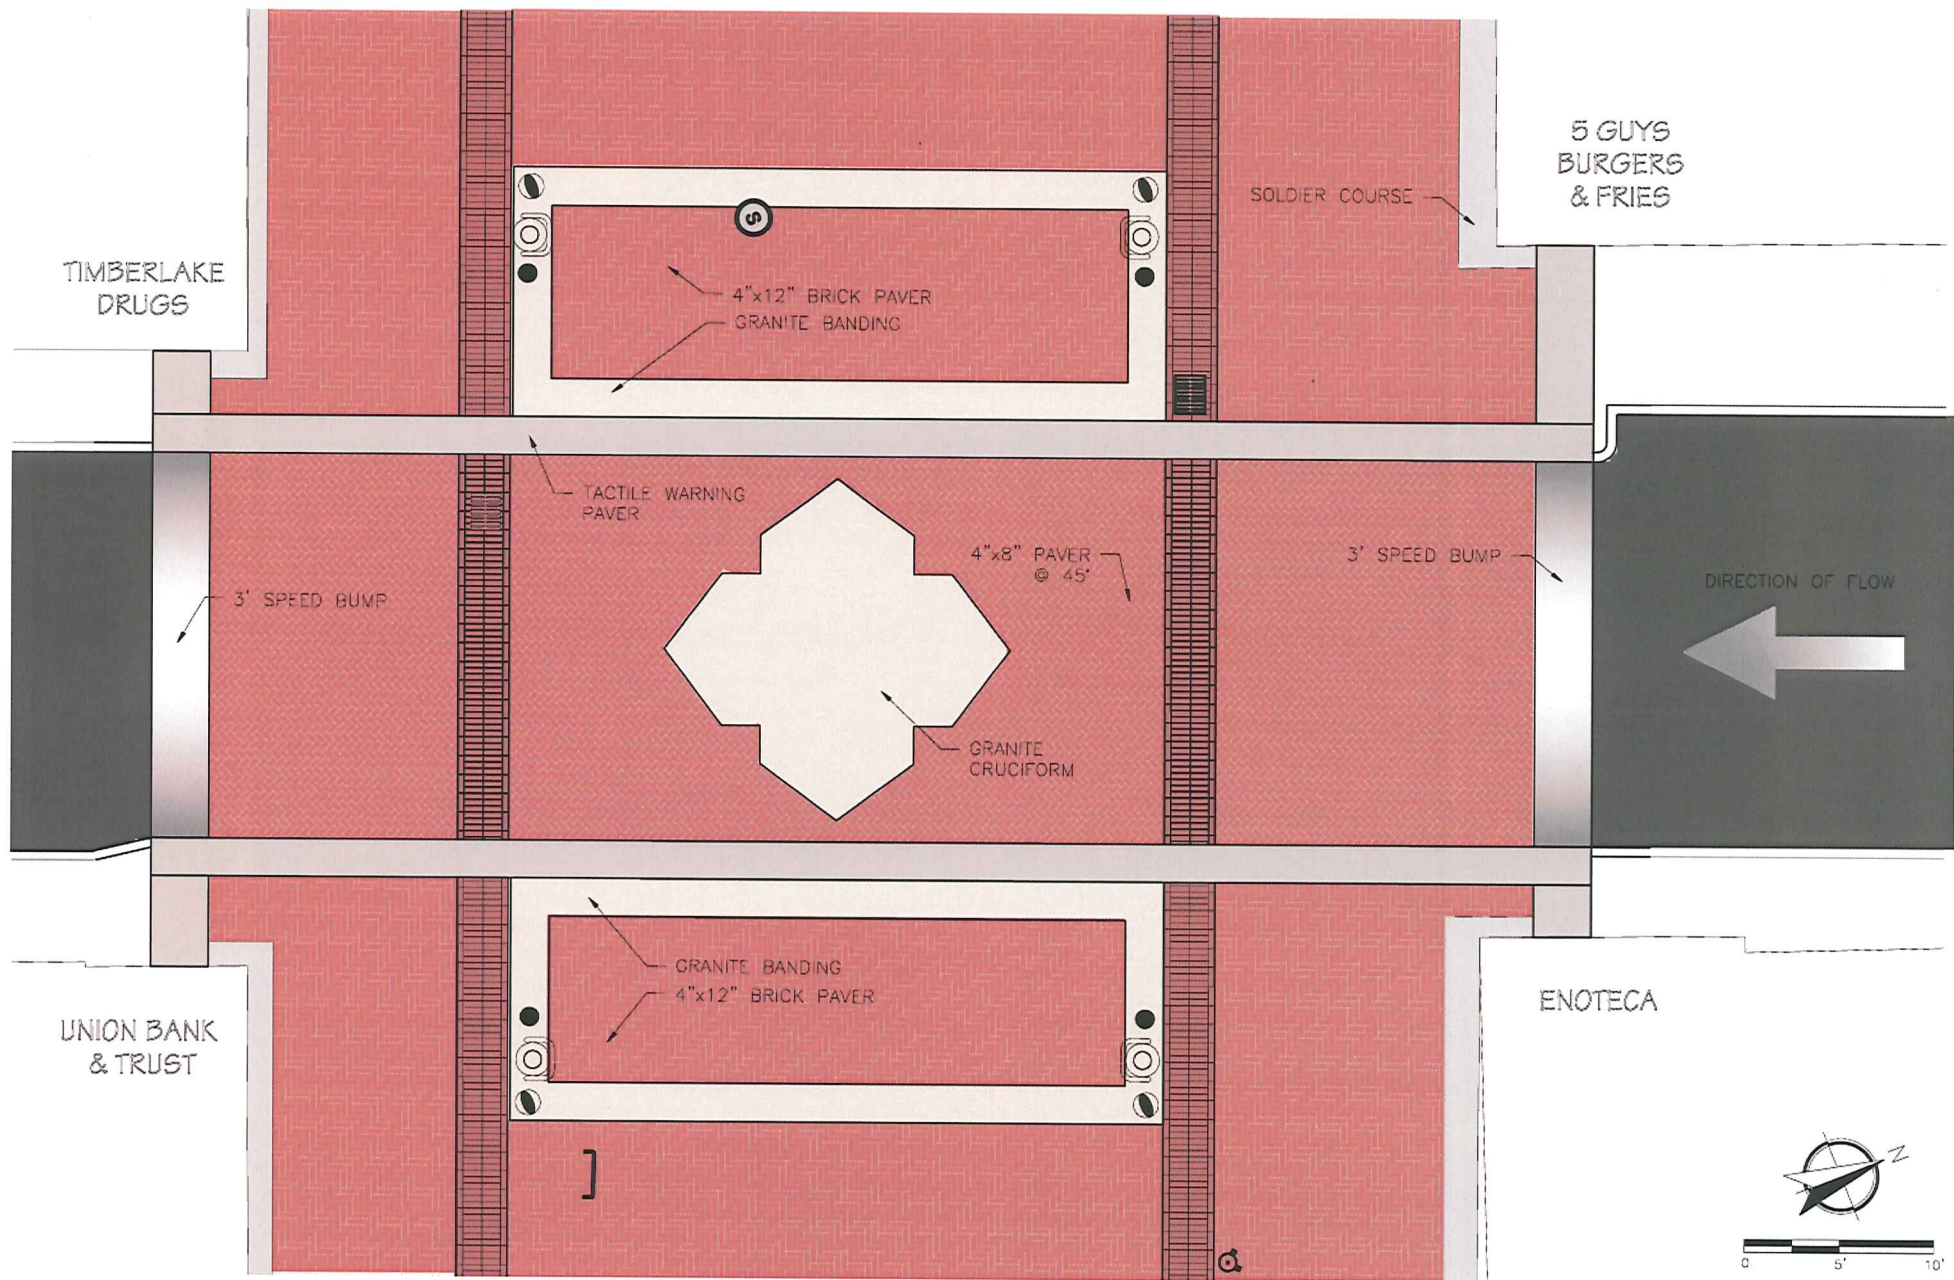 5 GUYS
BURGERS
& FRIES
SOLDIER COURSE
S
TIMBERLAKE
DRUGS
4"x12" BRICK PAVER
GRANITE BANDING
TACTILE WARNING
PAVER
4"x8" PAVER
@ 45°
3' SPEED BUMP
DIRECTION OF FLOW
3' SPEED BUMP
GRANITE
CRUCIFORM
GRANITE BANDING
4"x12" BRICK PAVER
ENOTECA
UNION BANK
& TRUST
N
0 5' 10'